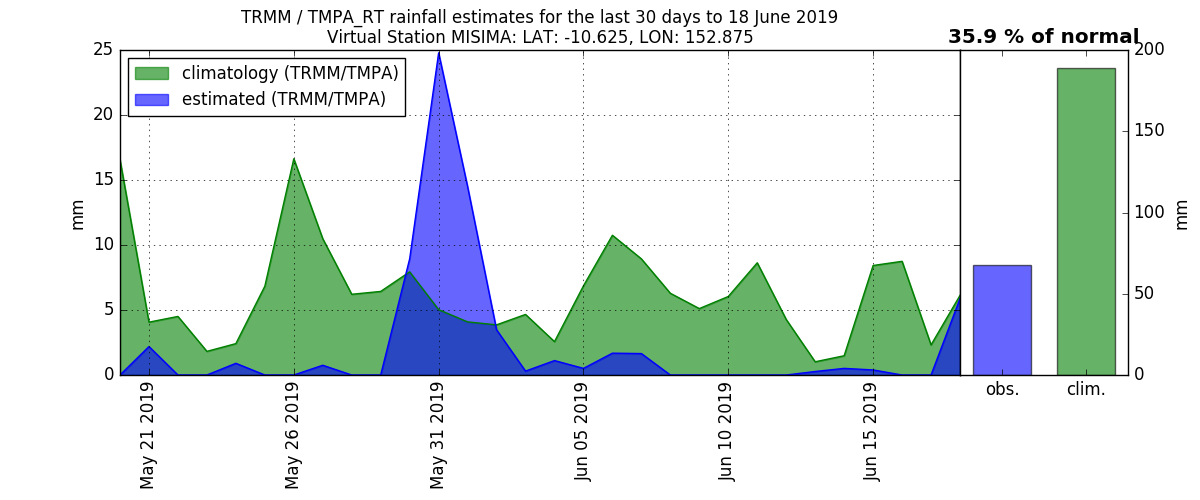 TRMM / TMPA_RT rainfall estimates for the last 30 days to 18 June 2019
Virtual Station MISIMA: LAT: -10.625, LON: 152.875
35.9 % of normal
climatology (TRMM/TMPA)
estimated (TRMM/TMPA)
25
20
15
10
5
0
mm
May 21 2019
May 26 2019
May 31 2019
Jun 05 2019
Jun 10 2019
Jun 15 2019
200
150
100
50
0
mm
obs.
clim.